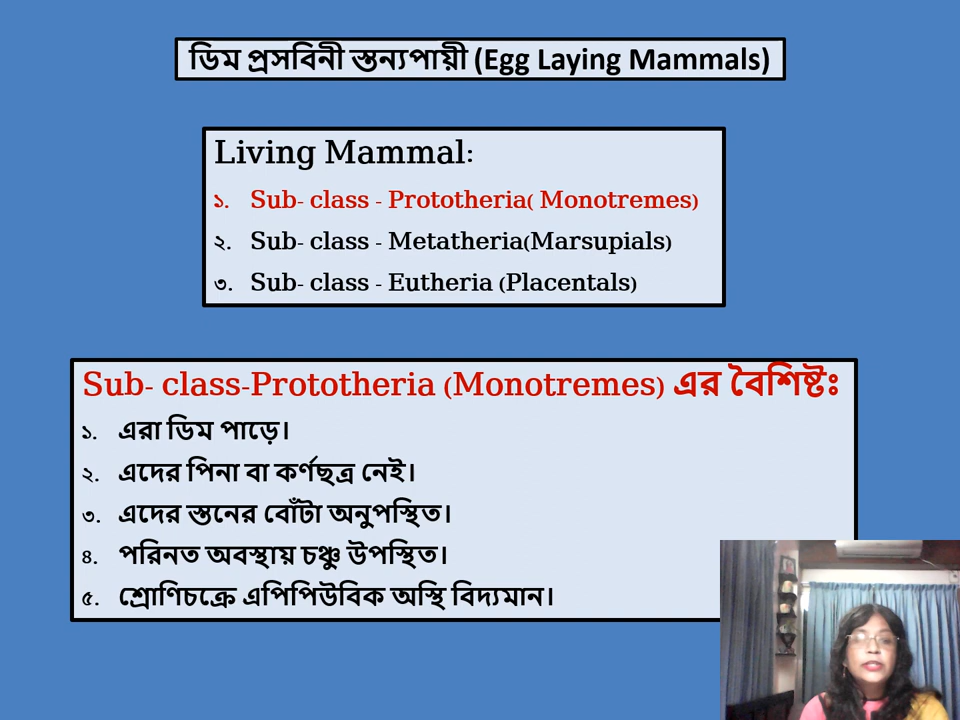 ডিম প্রসবিনী স্তন্যপায়ী (Egg Laying Mammals)
Living Mammal:
১. Sub- class - Prototheria( Monotremes)
২. Sub- class - Metatheria(Marsupials)
৩. Sub- class - Eutheria (Placentals)
Sub- class-Prototheria (Monotremes) এর বৈশিষ্টঃ
১. এরা ডিম পাড়ে।
২. এদের পিনা বা কর্ণছত্র নেই।
৩. এদের স্তনের বোঁটা অনুপস্থিত।
৪. পরিনত অবস্থায় চঞ্চু উপস্থিত।
৫. শ্রোণিচক্রে এপিপিউবিক অস্থি বিদ্যমান।